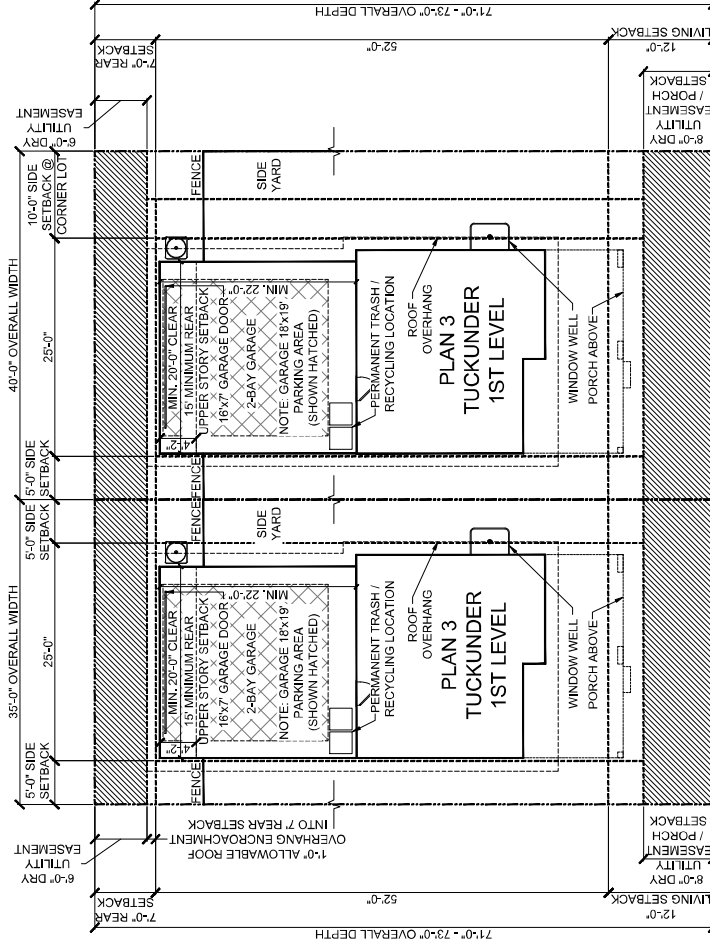 40'-0" OVERALL WIDTH
10'-0" SIDE
SETBACK @
CORNER LOT
25'-0"
5'-0" SIDE
SETBACK
35'-0" OVERALL WIDTH
5'-0" SIDE
SETBACK
25'-0"
5'-0" SIDE
SETBACK
71'-0" - 73'-0" OVERALL DEPTH
7'-0" REAR
SETBACK
52'-0"
12'-0"
LIVING SETBACK
6'-0" DRY
UTILITY
EASEMENT
8'-0" DRY
UTILITY
EASEMENT
/ PORCH
SETBACK
FENCE
SIDE
YARD
MIN. 20'-0" CLEAR
15' MINIMUM REAR
UPPER STORY SETBACK
16'x7' GARAGE DOOR
2-BAY GARAGE
NOTE: GARAGE 18'x19'
PARKING AREA
(SHOWN HATCHED)
MIN. 22'-0"
4'-2"
PERMANENT TRASH /
RECYCLING LOCATION
ROOF
OVERHANG
PLAN 3
TUCKUNDER
1ST LEVEL
WINDOW WELL
PORCH ABOVE
FENCE
FENCE
SIDE
YARD
MIN. 20'-0" CLEAR
15' MINIMUM REAR
UPPER STORY SETBACK
16'x7' GARAGE DOOR
2-BAY GARAGE
NOTE: GARAGE 18'x19'
PARKING AREA
(SHOWN HATCHED)
MIN. 22'-0"
4'-2"
PERMANENT TRASH /
RECYCLING LOCATION
ROOF
OVERHANG
PLAN 3
TUCKUNDER
1ST LEVEL
WINDOW WELL
PORCH ABOVE
FENCE
1'-0" ALLOWABLE ROOF
OVERHANG ENCROACHMENT
INTO 7' REAR SETBACK
6'-0" DRY
UTILITY
EASEMENT
8'-0" DRY
UTILITY
EASEMENT
/ PORCH
SETBACK
7'-0" REAR
SETBACK
52'-0"
12'-0"
LIVING SETBACK
71'-0" - 73'-0" OVERALL DEPTH